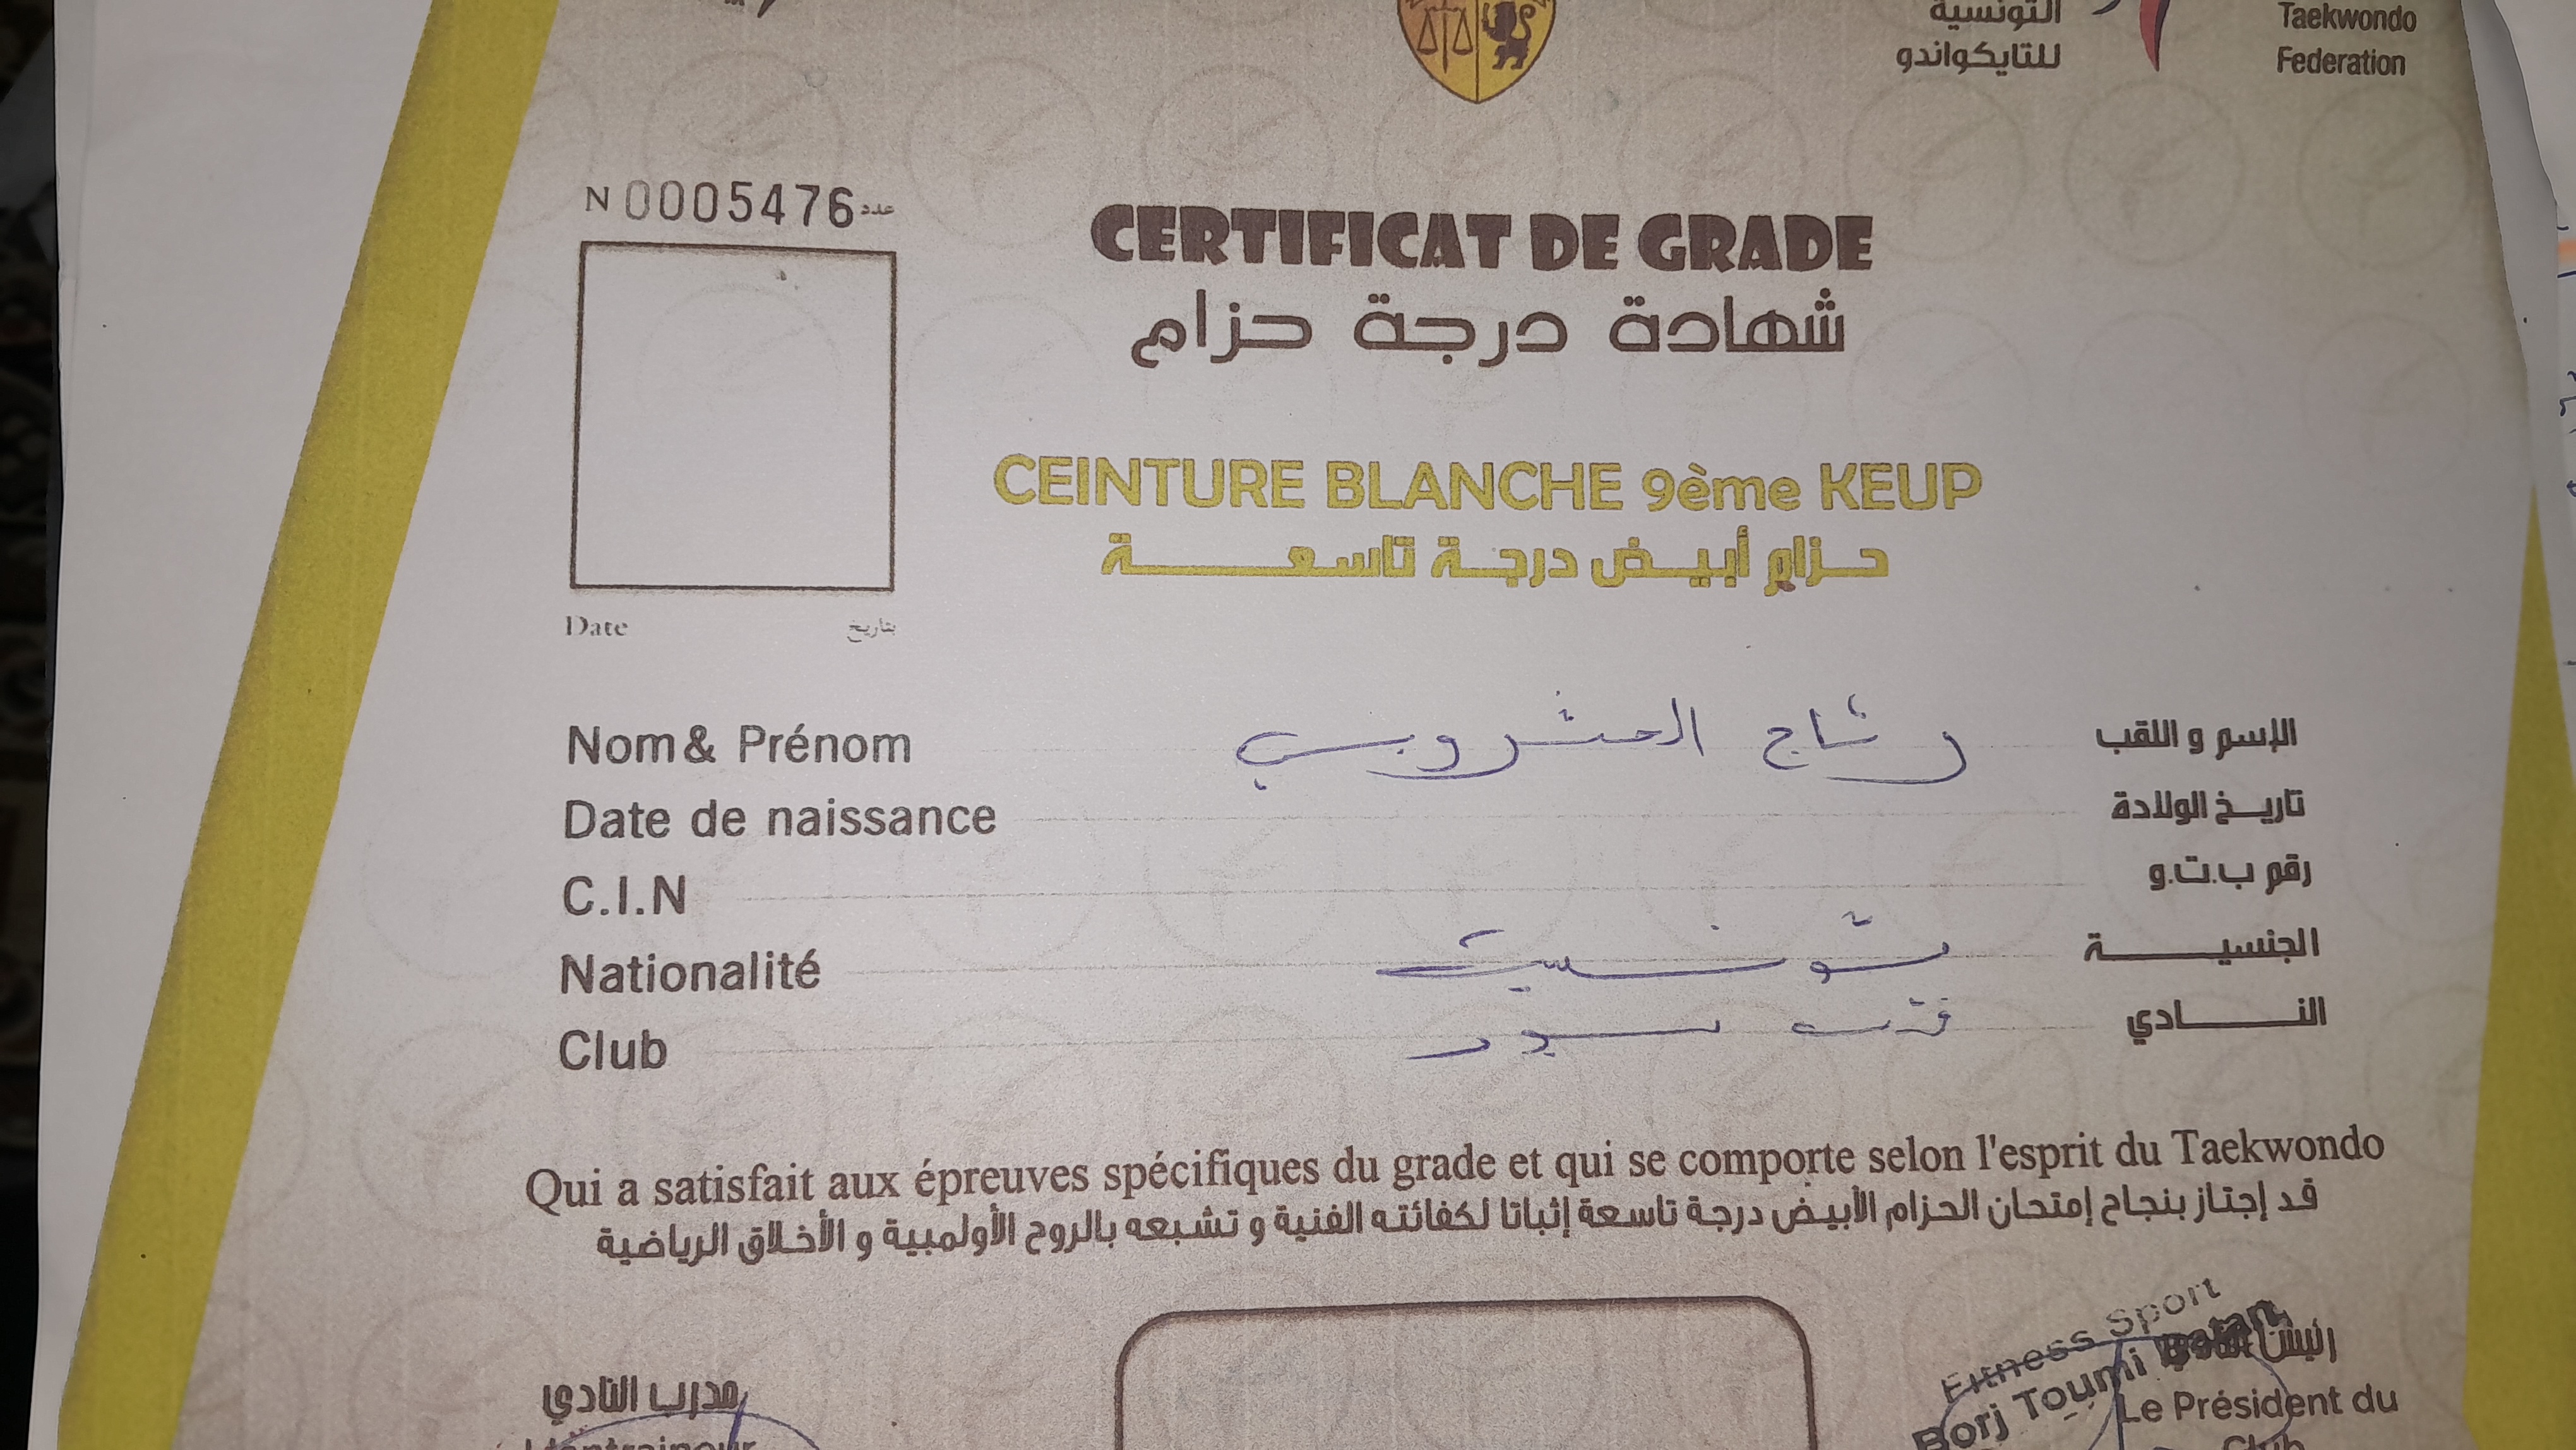 التونسية
للتايكواندو
Taekwondo
Federation
N 0005476 عدد
CERTIFICAT DE GRADE
شهادة درجة حزام
CEINTURE BLANCHE 9ème KEUP
حزام أبيض درجة تاسعة
Date بتاريخ
Nom& Prénom الإسم و اللقب
Date de naissance تاريخ الولادة
C.I.N رقم ب.ت.و
Nationalité تونسية الجنسية
Club النادي
Qui a satisfait aux épreuves spécifiques du grade et qui se comporte selon l'esprit du Taekwondo
قد إجتاز بنجاح إمتحان الحزام الأبيض درجة تاسعة إثباتا لكفائته الفنية و تشبعه بالروح الأولمبية و الأخلاق الرياضية
Fitness Sport
Borj Toumi
رئيس
مدرب النادي
Le Président du
Club